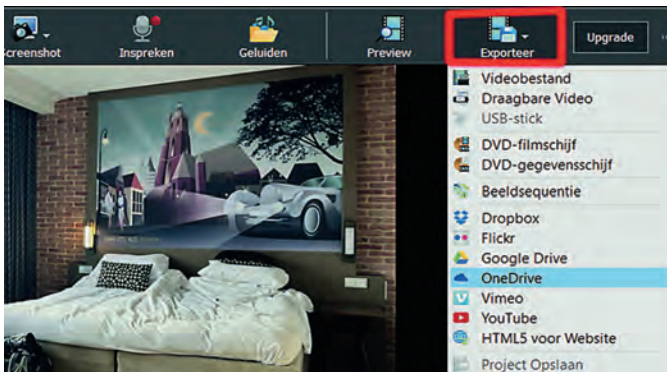 Screenshot
Inspreken
Geluiden
Preview
Exporteer
Upgrade
Videobestand
Draagbare Video
USB-stick
DVD-filmschijf
DVD-gegevensschijf
Beeldsequentie
Dropbox
Flickr
Google Drive
OneDrive
Vimeo
YouTube
HTML5 voor Website
Project Opslaan